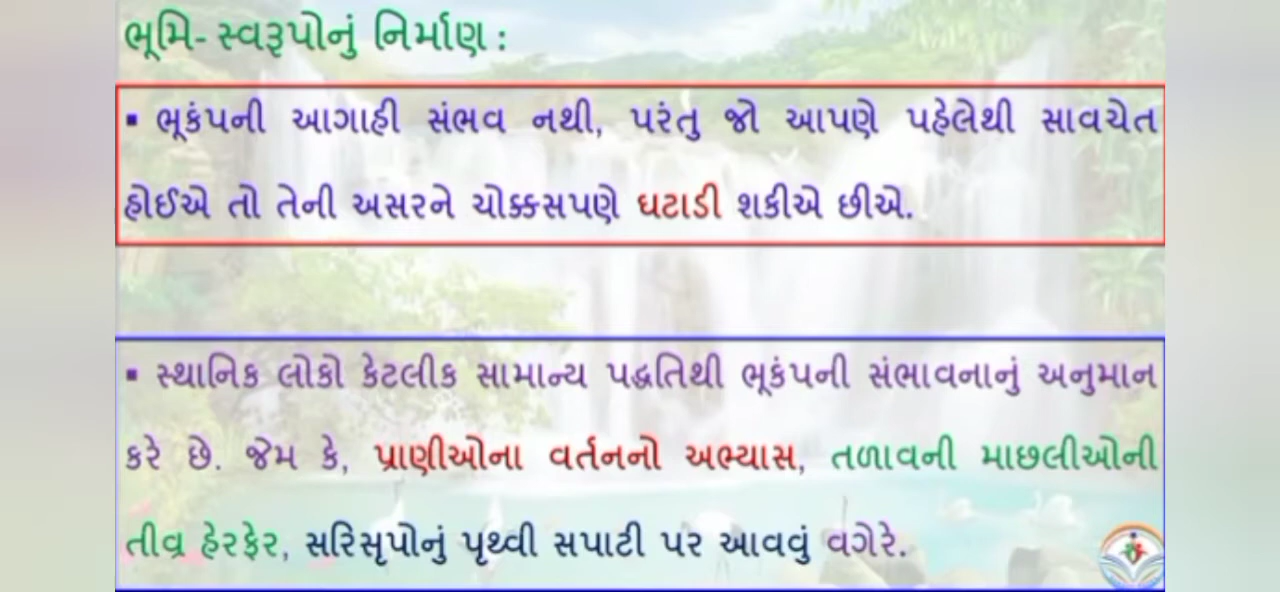 ભૂમિ- સ્વરૂપોનું નિર્માણ :
▪ ભૂકંપની આગાહી સંભવ નથી, પરંતુ જો આપણે પહેલેથી સાવચેત
હોઈએ તો તેની અસરને ચોક્કસપણે ઘટાડી શકીએ છીએ.
▪ સ્થાનિક લોકો કેટલીક સામાન્ય પદ્ધતિથી ભૂકંપની સંભાવનાનું અનુમાન
કરે છે. જેમ કે, પ્રાણીઓના વર્તનનો અભ્યાસ, તળાવની માછલીઓની
તીવ્ર હેરફેર, સરિસૃપોનું પૃથ્વી સપાટી પર આવવું વગેરે.